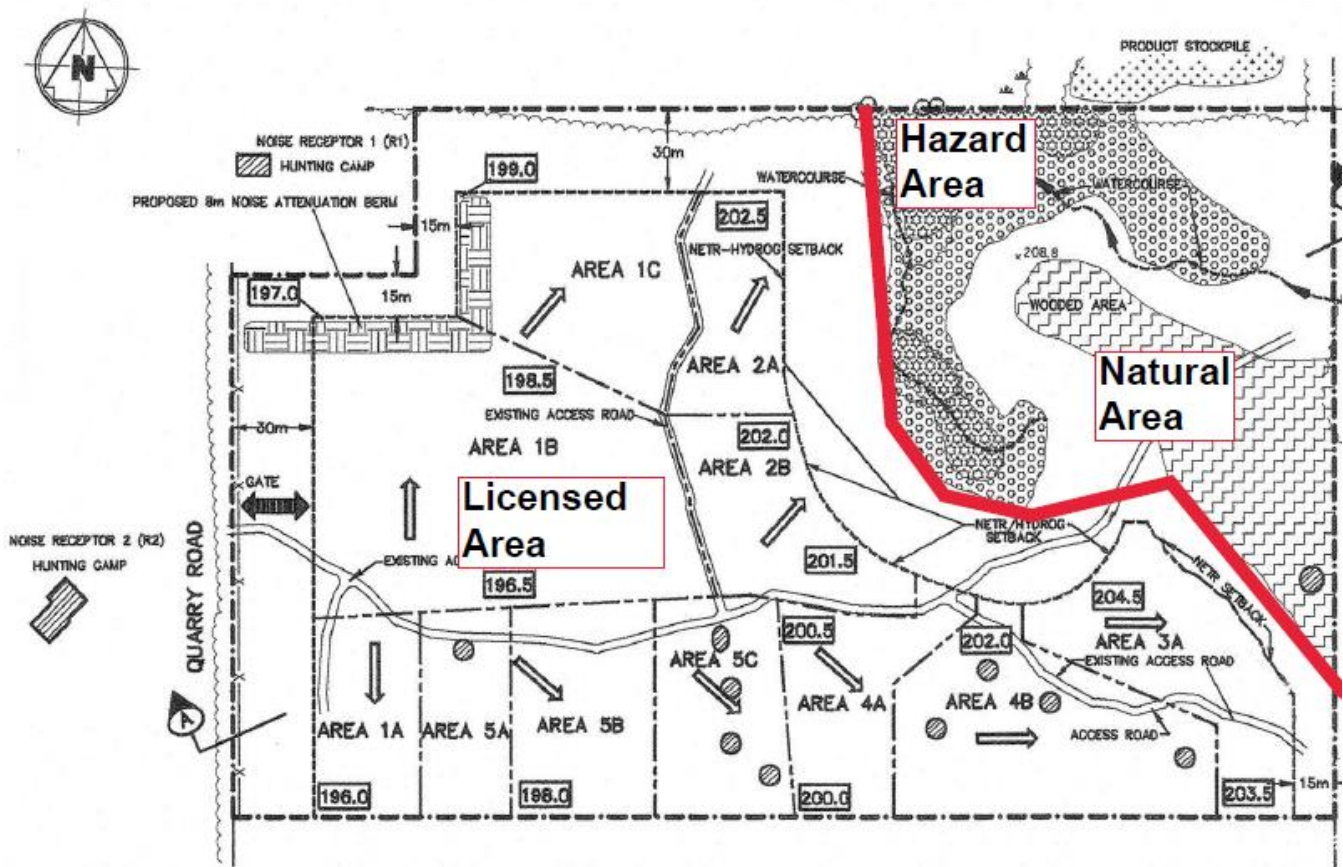 N
PRODUCT STOCKPILE
NOISE RECEPTOR 1 (R1)
HUNTING CAMP
199.0
30m
Hazard
Area
WATERCOURSE
WATERCOURSE
PROPOSED 8m NOISE ATTENUATION BERM
15m
202.5
NETR-HYDROG SETBACK
AREA 1C
208.8
197.0
15m
WOODED AREA
AREA 2A
Natural
Area
198.5
EXISTING ACCESS ROAD
30m
AREA 1B
202.0
AREA 2B
GATE
Licensed
Area
NETR/HYDROG
SETBACK
NOISE RECEPTOR 2 (R2)
HUNTING CAMP
QUARRY ROAD
EXISTING AC
196.5
201.5
NETR SETBACK
204.5
200.5
202.0
AREA 3A
AREA 5C
EXISTING ACCESS ROAD
AREA 1A
AREA 5A
AREA 5B
AREA 4A
AREA 4B
ACCESS ROAD
A
196.0
198.0
200.0
203.5
15m